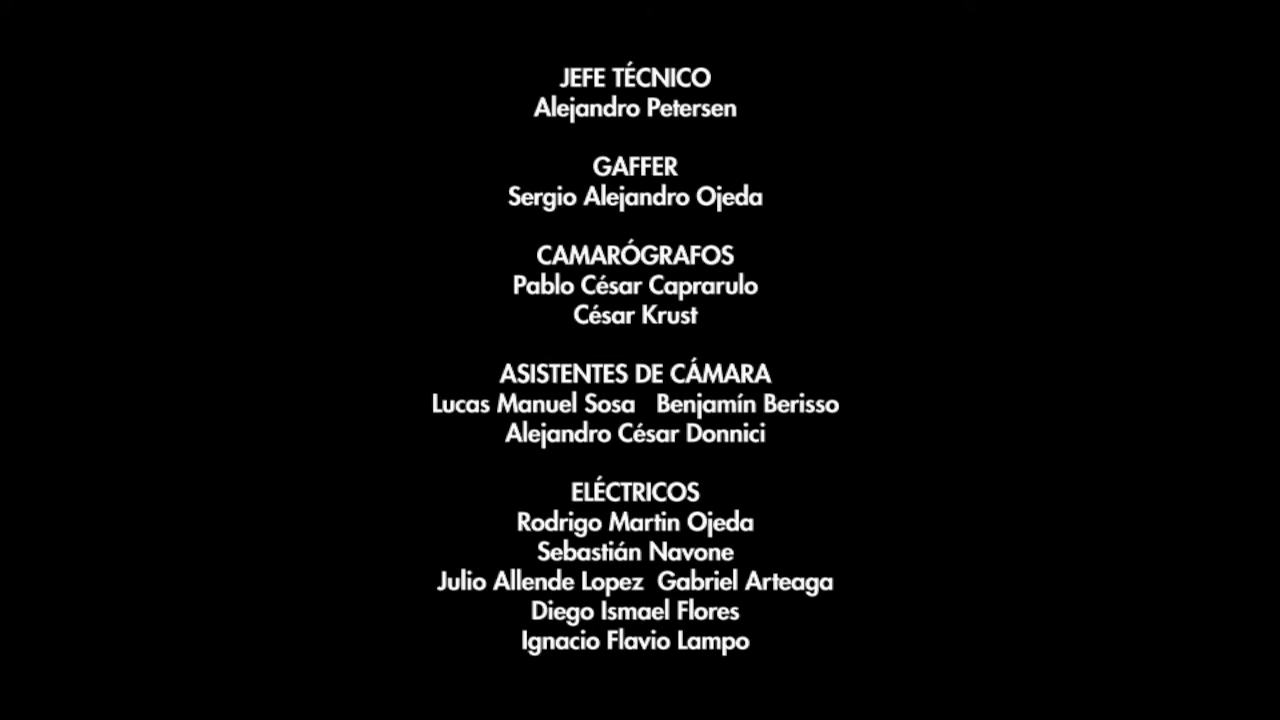 JEFE TÉCNICO
Alejandro Petersen
GAFFER
Sergio Alejandro Ojeda
CAMARÓGRAFOS
Pablo César Caprarulo
César Krust
ASISTENTES DE CÁMARA
Lucas Manuel Sosa Benjamín Berisso
Alejandro César Donnici
ELÉCTRICOS
Rodrigo Martin Ojeda
Sebastián Navone
Julio Allende Lopez Gabriel Arteaga
Diego Ismael Flores
Ignacio Flavio Lampo